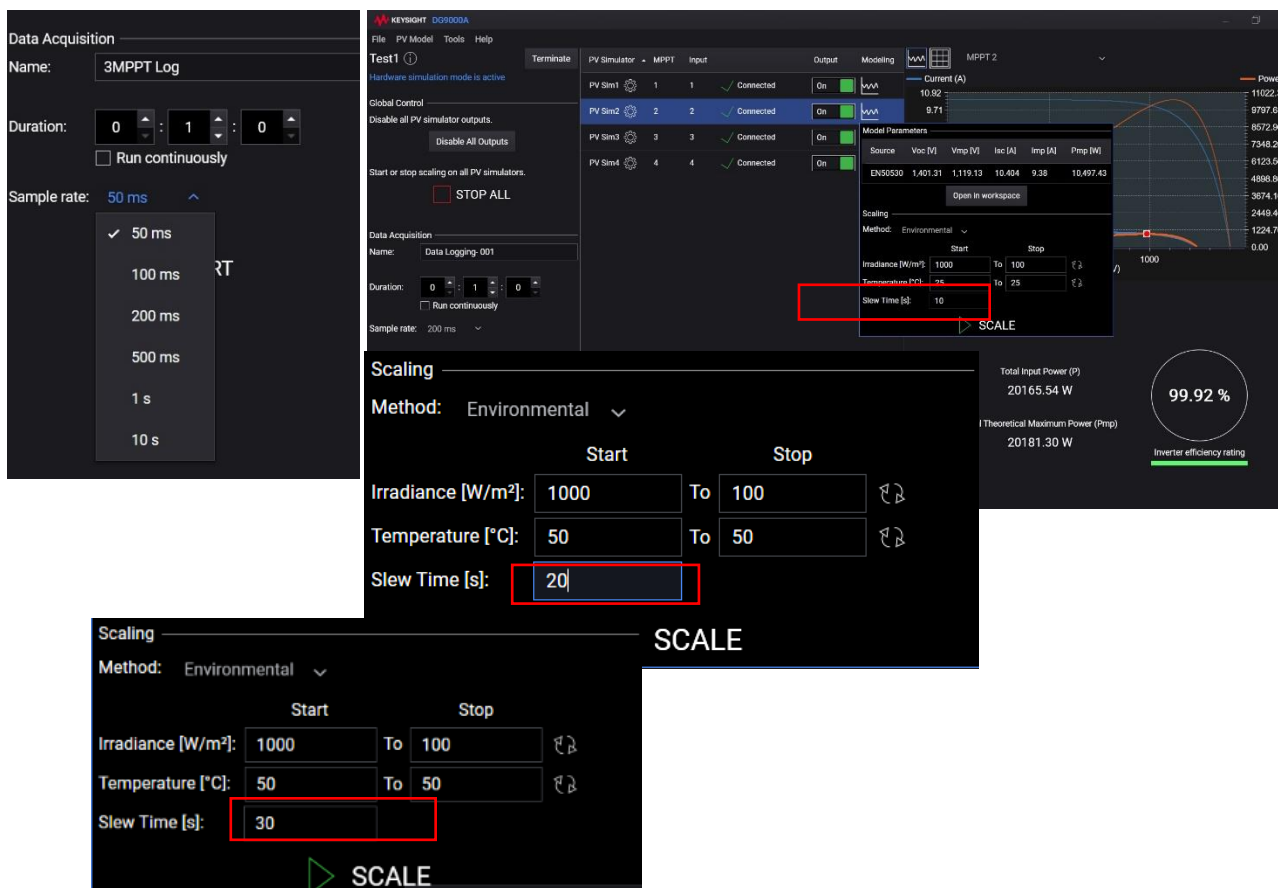 Data Acquisition
Name: 3MPPT Log
Duration: 0 : 1 : 0
Run continuously
Sample rate: 50 ms
50 ms
100 ms
RT
200 ms
500 ms
1 s
10 s
KEYSIGHT DG9000A
File PV Model Tools Help
Test1 Terminate
Hardware simulation mode is active
Global Control
Disable all PV simulator outputs.
Disable All Outputs
Start or stop scaling on all PV simulators.
STOP ALL
Data Acquisition
Name: Data Logging- 001
Duration: 0 : 1 : 0
Run continuously
Sample rate: 200 ms
PV Simulator MPPT Input Output Modeling
PV Sim1 1 1 Connected On
PV Sim2 2 2 Connected On
PV Sim3 3 3 Connected On
PV Sim4 4 4 Connected On
MPPT 2
Current (A)
10.92
9.71
Powe
11022.
9797.6
8572.9
7348.2
6123.5
4898.8
3674.1
2449.4
1224.7
0.00
1000
V)
Model Parameters
Source Voc [V] Vmp [V] Isc [A] Imp [A] Pmp [W]
EN50530 1,401.31 1,119.13 10.404 9.38 10,497.43
Open in workspace
Scaling
Method: Environmental
Start Stop
Irradiance [W/m²]: 1000 To 100
Temperature [°C]: 25 To 25
Slew Time [s]: 10
SCALE
Total Input Power (P)
20165.54 W
Theoretical Maximum Power (Pmp)
20181.30 W
99.92 %
Inverter efficiency rating
Scaling
Method: Environmental
Start Stop
Irradiance [W/m²]: 1000 To 100
Temperature [°C]: 50 To 50
Slew Time [s]: 20
SCALE
Scaling
Method: Environmental
Start Stop
Irradiance [W/m²]: 1000 To 100
Temperature [°C]: 50 To 50
Slew Time [s]: 30
SCALE